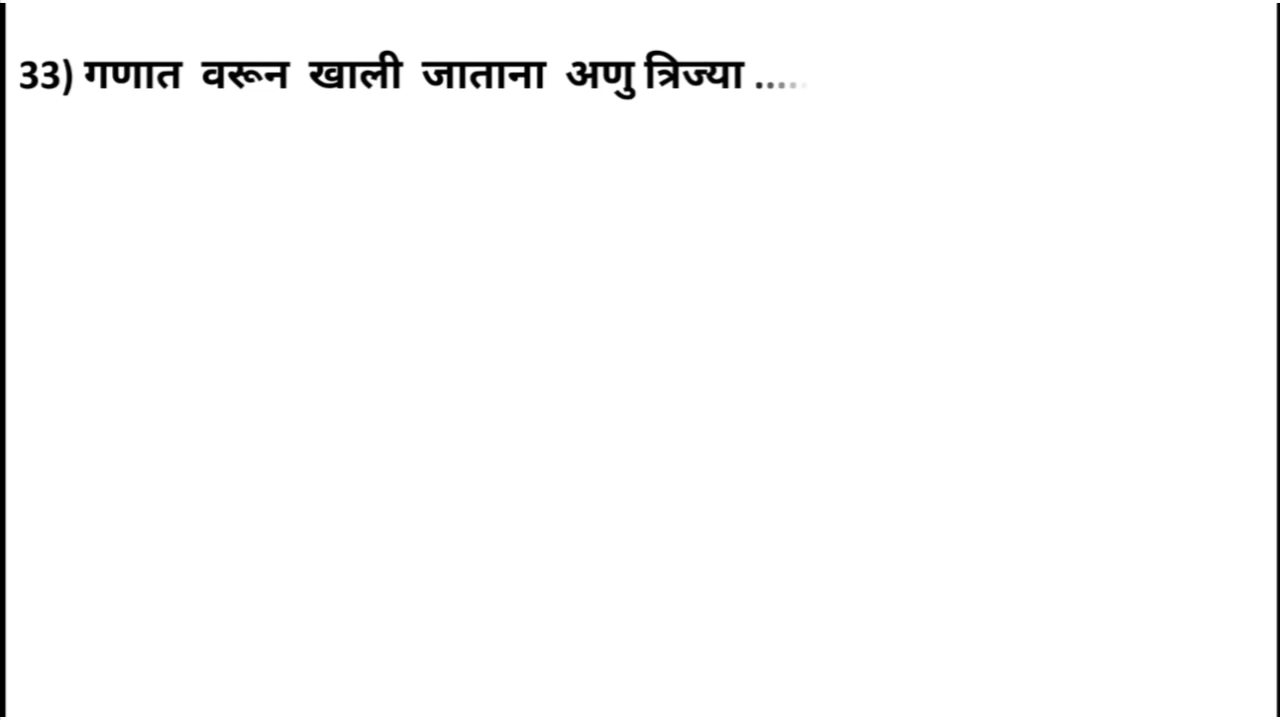 33) गणात वरून खाली जाताना अणु त्रिज्या .....